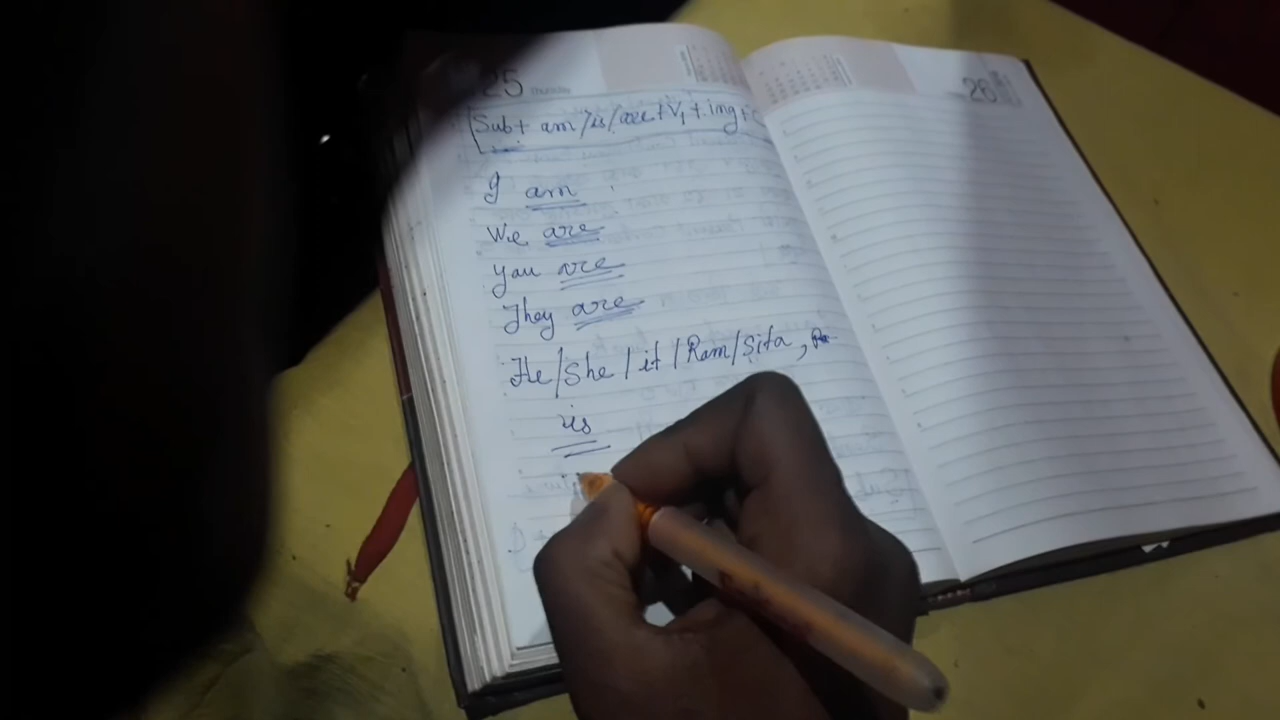 25 thursday
26
Sub+ am/is/are+V1+ing+
I am
We are
You are
They are
He/She/it/Ram/Sita,
is